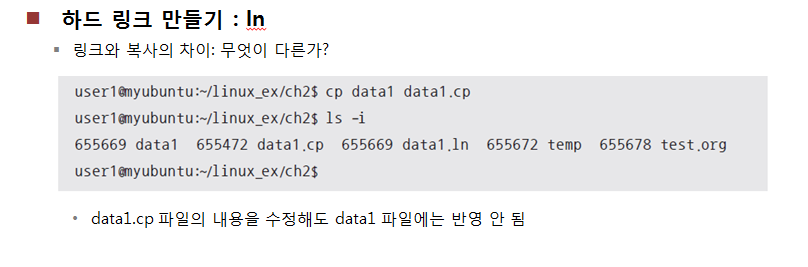 하드 링크 만들기 : ln
링크와 복사의 차이: 무엇이 다른가?
user1@myubuntu:~/linux_ex/ch2$ cp data1 data1.cp
user1@myubuntu:~/linux_ex/ch2$ ls -i
655669 data1  655472 data1.cp  655669 data1.ln  655672 temp  655678 test.org
user1@myubuntu:~/linux_ex/ch2$
data1.cp 파일의 내용을 수정해도 data1 파일에는 반영 안 됨